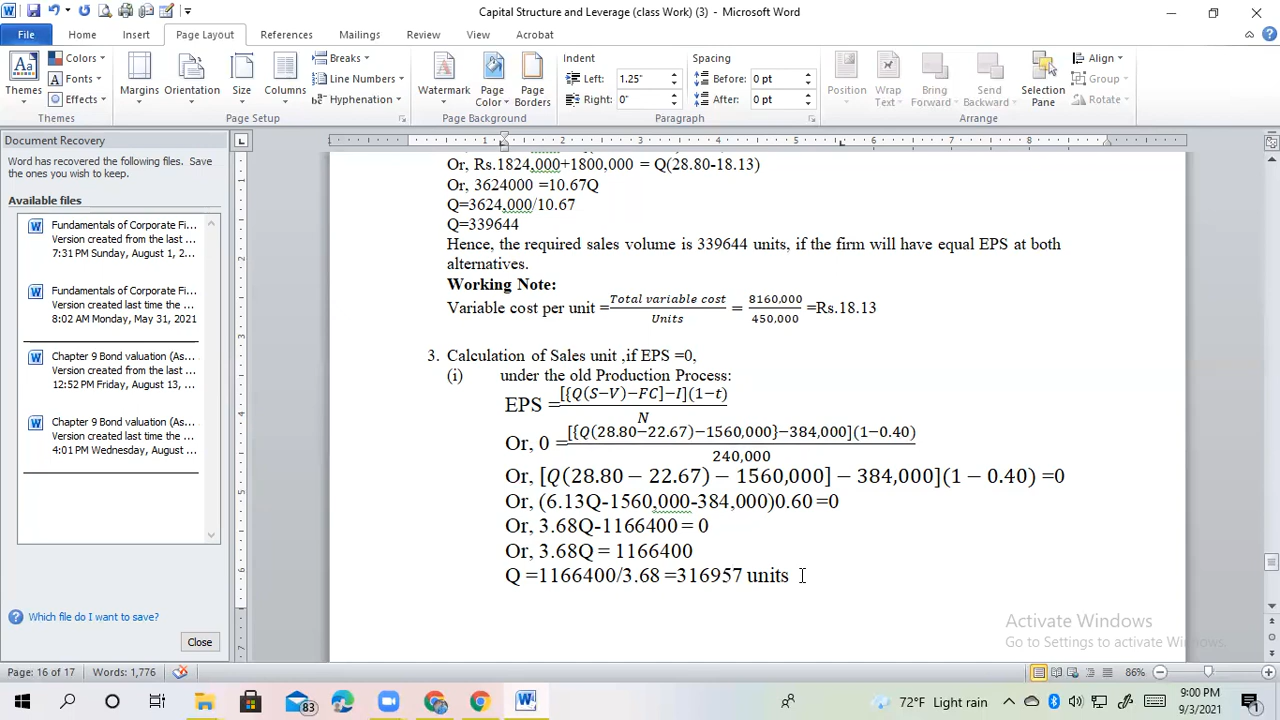 Capital Structure and Leverage (class Work) (3) - Microsoft Word
File Home Insert Page Layout References Mailings Review View Acrobat
Themes Colors Fonts Effects Margins Orientation Size Columns Breaks Line Numbers Hyphenation Watermark Page Color Page Borders Indent Left: 1.25" Right: 0" Spacing Before: 0 pt After: 0 pt Position Wrap Text Bring Forward Send Backward Selection Pane Align Group Rotate
Themes Page Setup Page Background Paragraph Arrange
Document Recovery
Word has recovered the following files. Save the ones you wish to keep.
Available files
Fundamentals of Corporate Fi...
Version created from the last ...
7:31 PM Sunday, August 1, 2...
Fundamentals of Corporate Fi...
Version created last time the ...
8:02 AM Monday, May 31, 2021
Chapter 9 Bond valuation (As...
Version created from the last ...
12:52 PM Friday, August 13, ...
Chapter 9 Bond valuation (As...
Version created from the last ...
4:01 PM Wednesday, August ...
Which file do I want to save?
Close
Or, Rs.1824,000+1800,000 = Q(28.80-18.13)
Or, 3624000 =10.67Q
Q=3624,000/10.67
Q=339644
Hence, the required sales volume is 339644 units, if the firm will have equal EPS at both
alternatives.
Working Note:
Variable cost per unit =Total variable cost/Units = 8160,000/450,000 =Rs.18.13
3. Calculation of Sales unit ,if EPS =0,
(i) under the old Production Process:
EPS =[{Q(S−V)−FC]−I](1−t)/N
Or, 0 =[{Q(28.80−22.67)−1560,000}−384,000](1−0.40)/240,000
Or, [Q(28.80 − 22.67) − 1560,000] − 384,000](1 − 0.40) =0
Or, (6.13Q-1560,000-384,000)0.60 =0
Or, 3.68Q-1166400 = 0
Or, 3.68Q = 1166400
Q =1166400/3.68 =316957 units
Activate Windows
Go to Settings to activate Windows.
Page: 16 of 17 Words: 1,776 86%
83 72°F Light rain 9:00 PM
9/3/2021